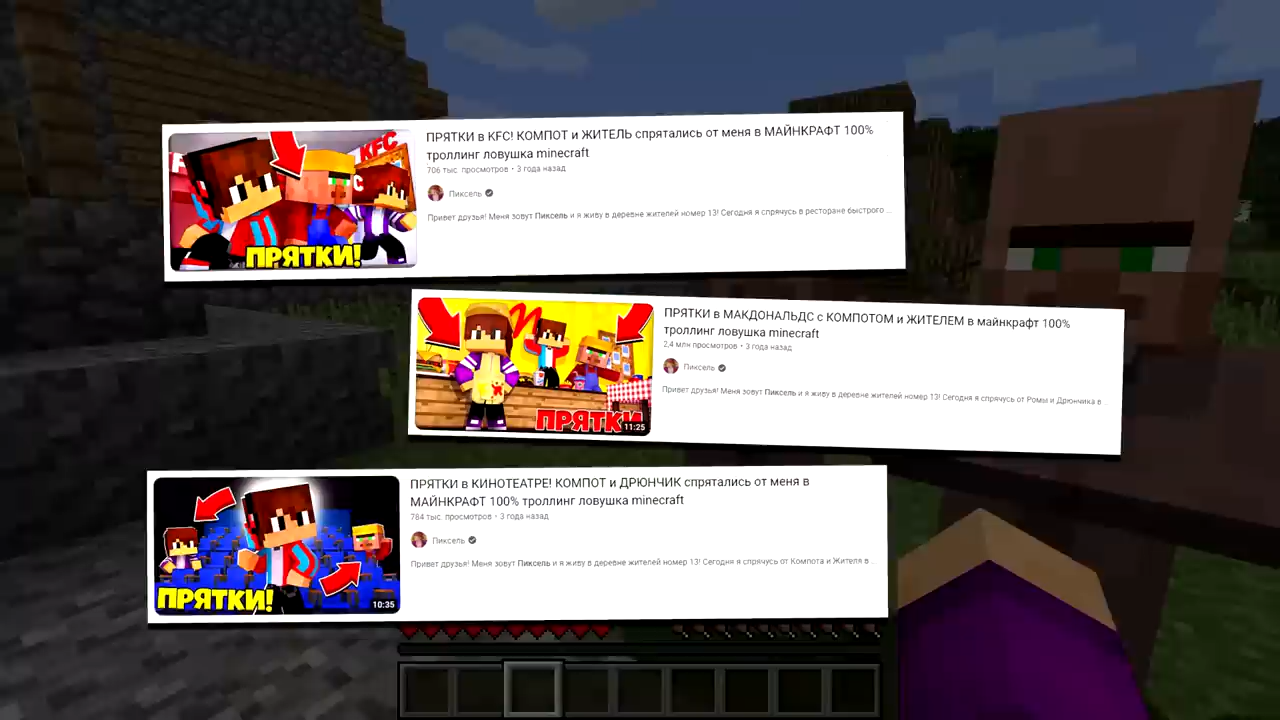 KFC
ПРЯТКИ!
ПРЯТКИ в KFC! КОМПОТ и ЖИТЕЛЬ спрятались от меня в МАЙНКРАФТ 100%
троллинг ловушка minecraft
706 тыс. просмотров • 3 года назад
Пиксель
Привет друзья! Меня зовут Пиксель и я живу в деревне жителей номер 13! Сегодня я спрячусь в ресторане быстрого ...
ПРЯТКИ
11:25
ПРЯТКИ в МАКДОНАЛЬДС с КОМПОТОМ и ЖИТЕЛЕМ в майнкрафт 100%
троллинг ловушка minecraft
2,4 млн просмотров • 3 года назад
Пиксель
Привет друзья! Меня зовут Пиксель и я живу в деревне жителей номер 13! Сегодня я спрячусь от Ромы и Дрюнчика в ...
ПРЯТКИ!
10:35
ПРЯТКИ в КИНОТЕАТРЕ! КОМПОТ и ДРЮНЧИК спрятались от меня в
МАЙНКРАФТ 100% троллинг ловушка minecraft
784 тыс. просмотров • 3 года назад
Пиксель
Привет друзья! Меня зовут Пиксель и я живу в деревне жителей номер 13! Сегодня я спрячусь от Компота и Жителя в ...